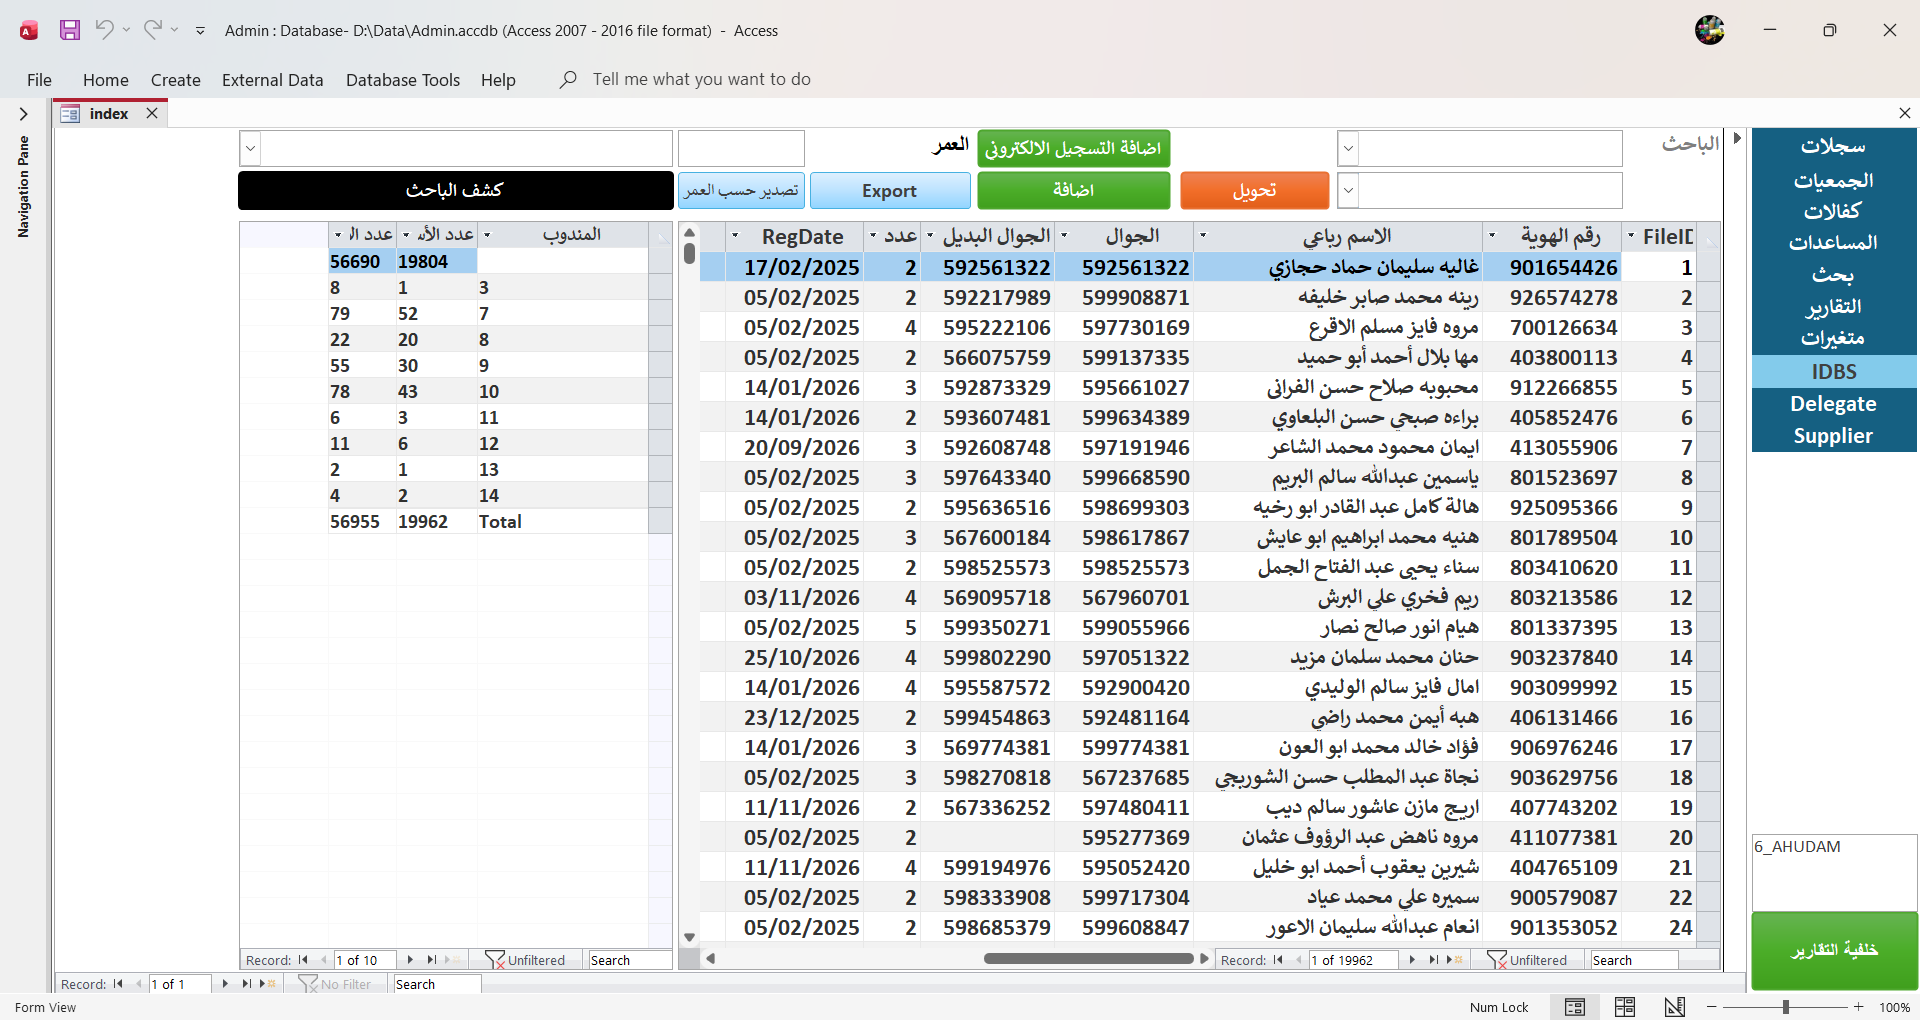 Admin : Database- D:\Data\Admin.accdb (Access 2007 - 2016 file format) - Access
File Home Create External Data Database Tools Help Tell me what you want to do
index
Navigation Pane
الباحث
اضافة التسجيل الالكترونى
العمر
تحويل
اضافة
Export
تصدير حسب العمر
كشف الباحث
سجلات
الجمعيات
كفالات
المساعدات
بحث
التقارير
متغيرات
IDBS
Delegate
Supplier
6_AHUDAM
خلفية التقارير
FileID رقم الهوية الاسم رباعي الجوال الجوال البديل عدد RegDate
1 901654426 غاليه سليمان حماد حجازي 592561322 592561322 2 17/02/2025
2 926574278 رينه محمد صابر خليفه 599908871 592217989 2 05/02/2025
3 700126634 مروه فايز مسلم الاقرع 597730169 595222106 4 05/02/2025
4 403800113 مها بلال أحمد أبو حميد 599137335 566075759 2 05/02/2025
5 912266855 محبوبه صلاح حسن الفرانى 595661027 592873329 3 14/01/2026
6 405852476 براءه صبحي حسن البلعاوي 599634389 593607481 2 14/01/2026
7 413055906 ايمان محمود محمد الشاعر 597191946 592608748 3 20/09/2026
8 801523697 ياسمين عبدالله سالم البريم 599668590 597643340 3 05/02/2025
9 925095366 هالة كامل عبد القادر ابو رخيه 598699303 595636516 2 05/02/2025
10 801789504 هنيه محمد ابراهيم ابو عايش 598617867 567600184 3 05/02/2025
11 803410620 سناء يحيى عبد الفتاح الجمل 598525573 598525573 2 05/02/2025
12 803213586 ريم فخري علي البرش 567960701 569095718 4 03/11/2026
13 801337395 هيام انور صالح نصار 599055966 599350271 5 05/02/2025
14 903237840 حنان محمد سلمان مزيد 597051322 599802290 4 25/10/2026
15 903099992 امال فايز سالم الوليدي 592900420 595587572 4 14/01/2026
16 406131466 هبه أيمن محمد راضي 592481164 599454863 2 23/12/2025
17 906976246 فؤاد خالد محمد ابو العون 599774381 569774381 3 14/01/2026
18 903629756 نجاة عبد المطلب حسن الشوربجي 567237685 598270818 3 05/02/2025
19 407743202 اريج مازن عاشور سالم ديب 597480411 567336252 2 11/11/2026
20 411077381 مروه ناهض عبد الرؤوف عثمان 595277369 2 05/02/2025
21 404765109 شيرين يعقوب أحمد ابو خليل 595052420 599194976 4 11/11/2026
22 900579087 سميره علي محمد عياد 599717304 598333908 2 05/02/2025
24 901353052 انعام عبدالله سليمان الاعور 599608847 598685379 2 05/02/2025
المندوب عدد الأس عدد ال
19804 56690
3 1 8
7 52 79
8 20 22
9 30 55
10 43 78
11 3 6
12 6 11
13 1 2
14 2 4
Total 19962 56955
Record: 1 of 10 Unfiltered Search
Record: 1 of 19962 Unfiltered Search
Record: 1 of 1 No Filter Search
Form View
Num Lock
100%